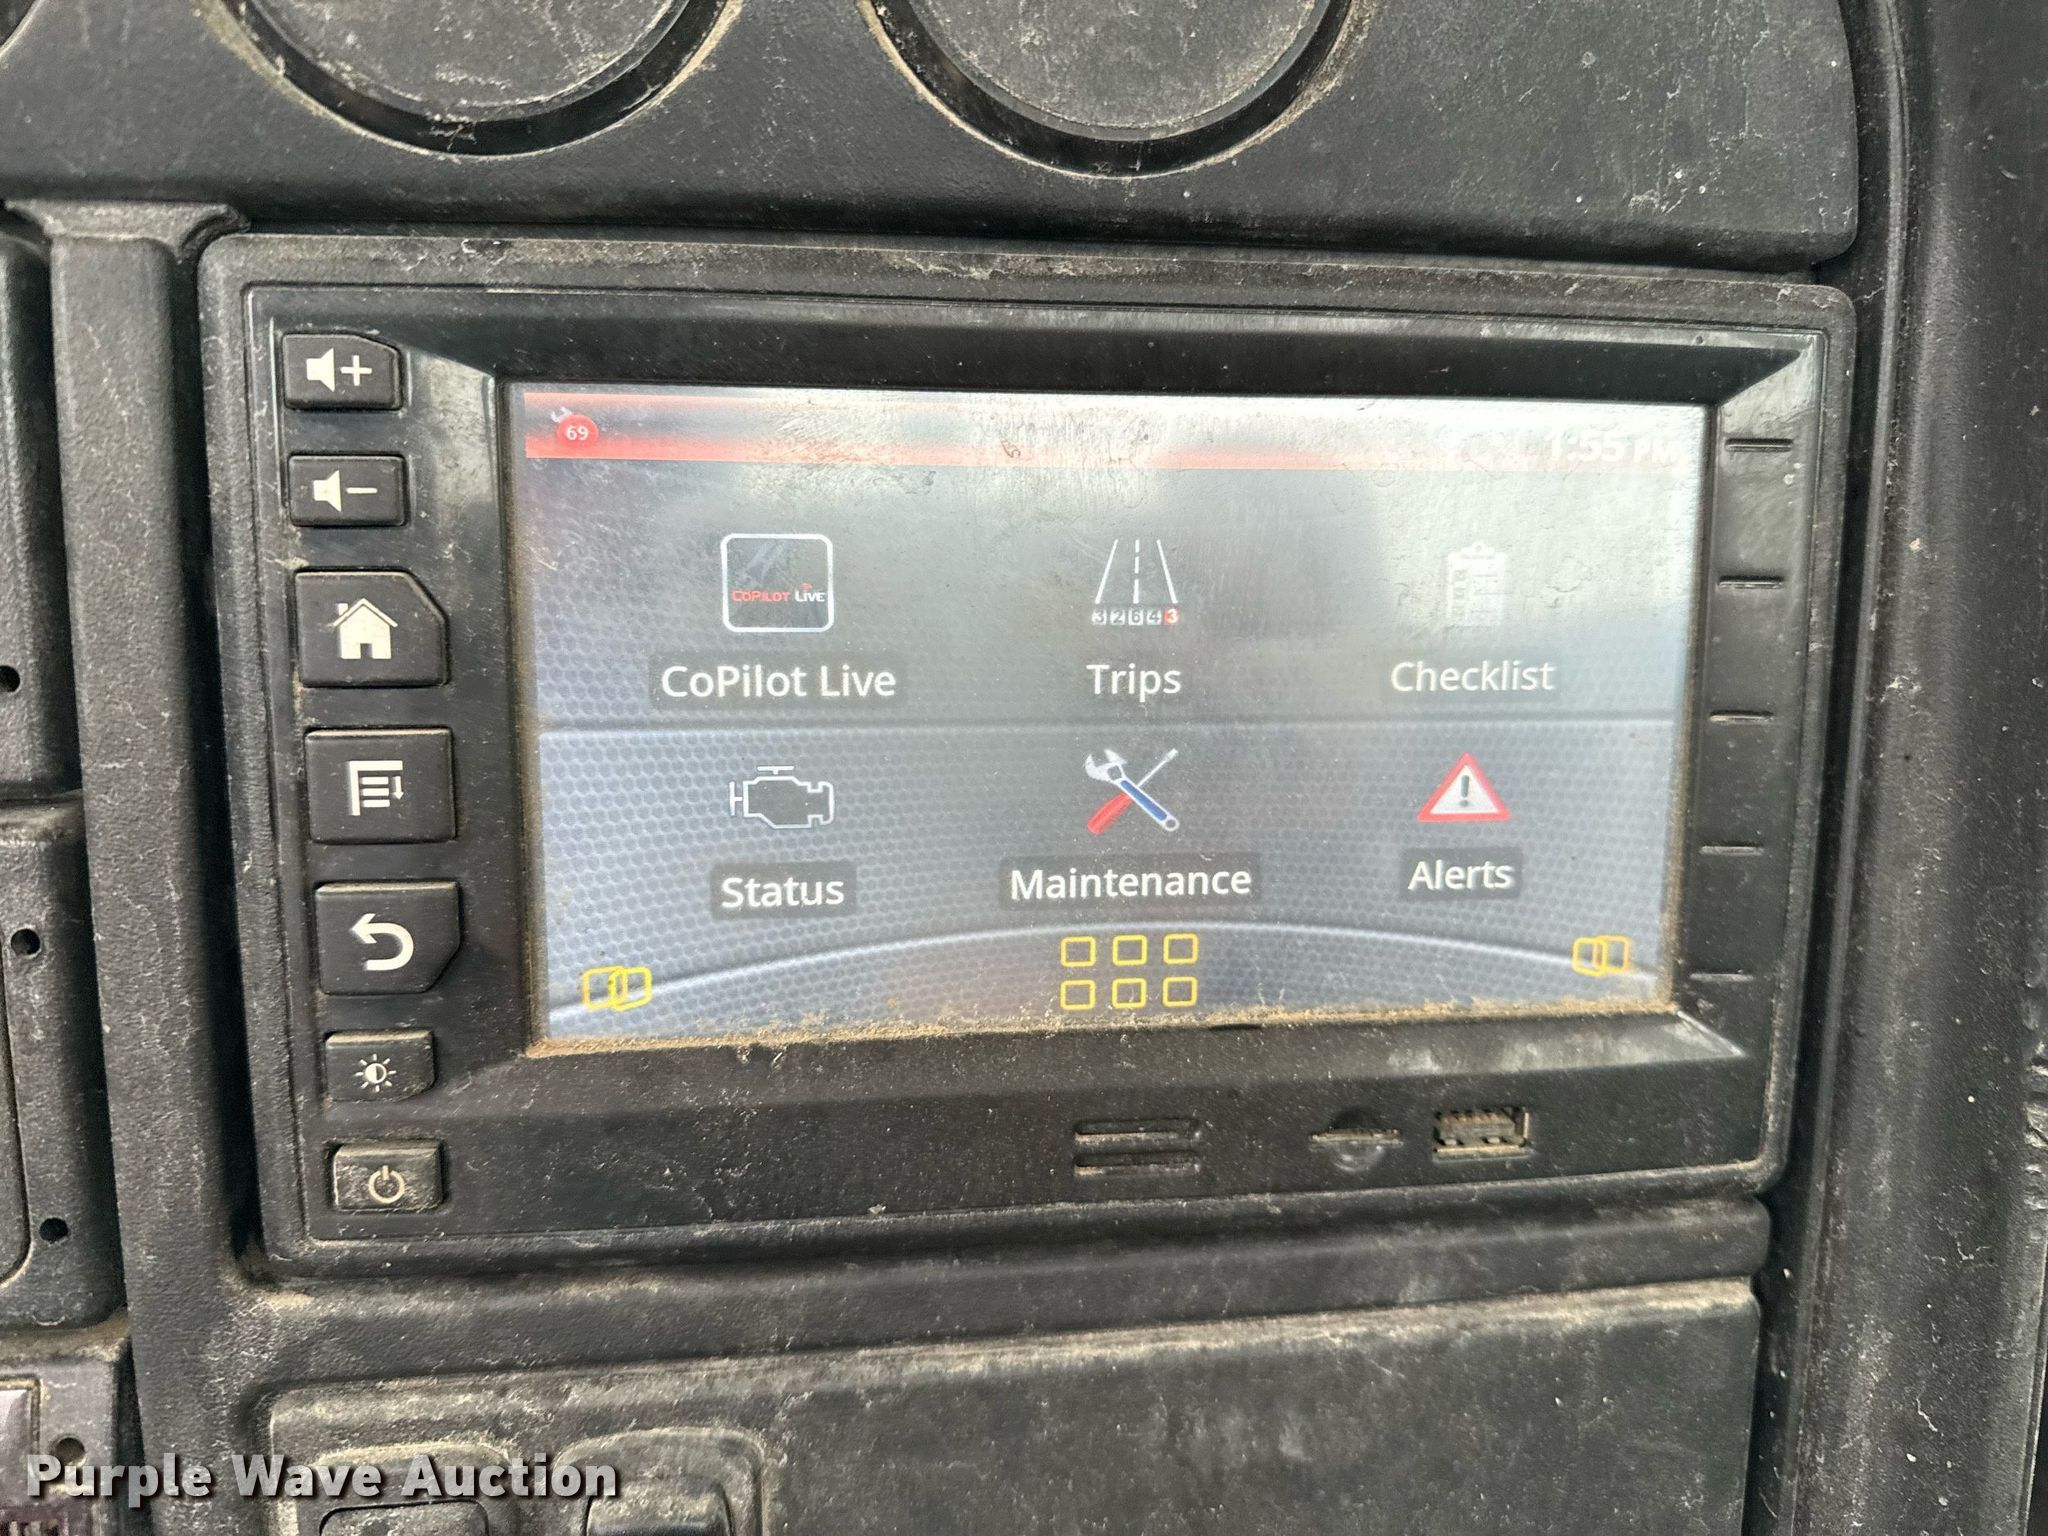 69
1:55 PM
CoPilot Live
32643
CoPilot Live
Trips
Checklist
Status
Maintenance
Alerts
Purple Wave Auction